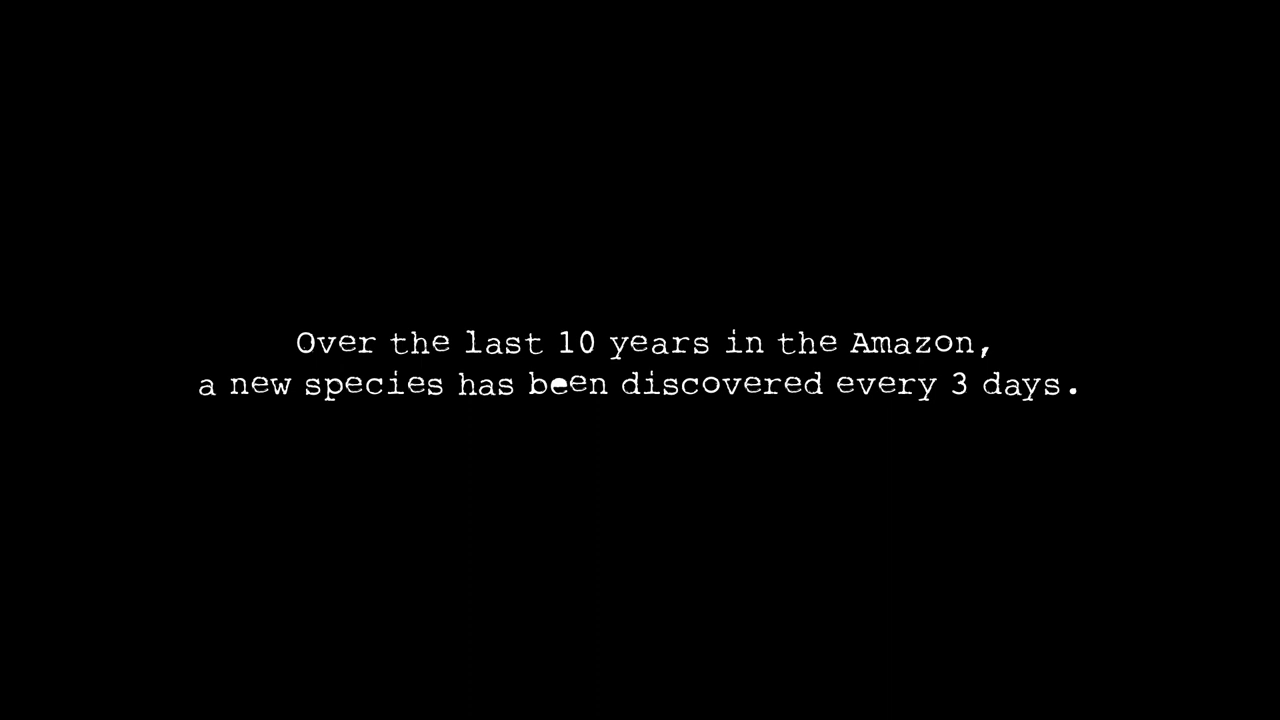 Over the last 10 years in the Amazon,
a new species has been discovered every 3 days.